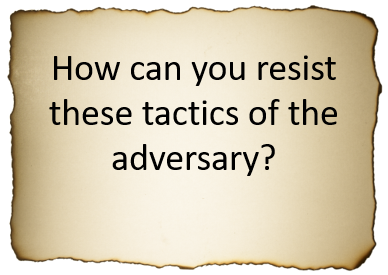 How can you resist
these tactics of the
adversary?